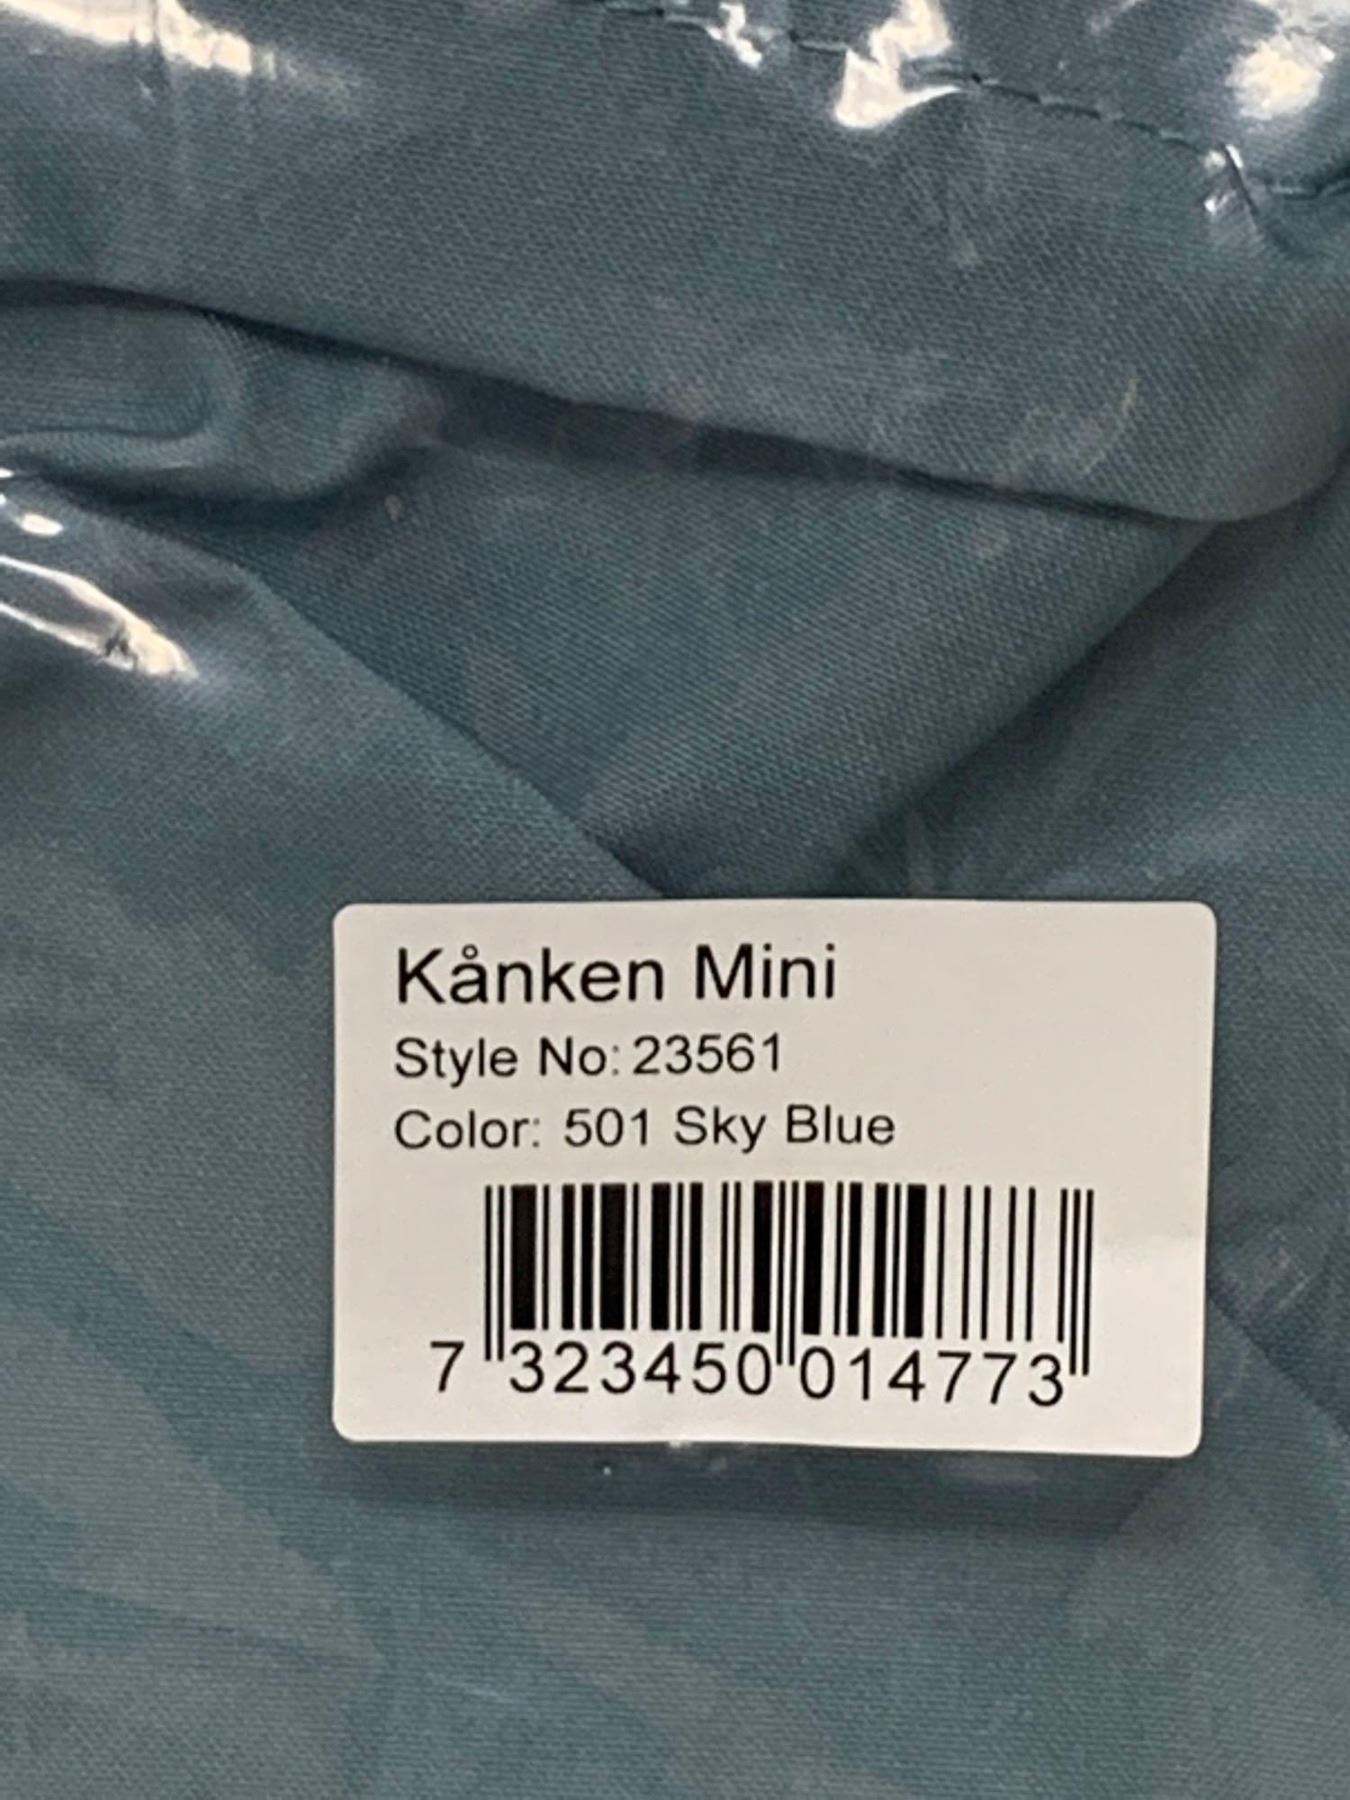 Kånken Mini
Style No: 23561
Color: 501 Sky Blue
7 323450 014773